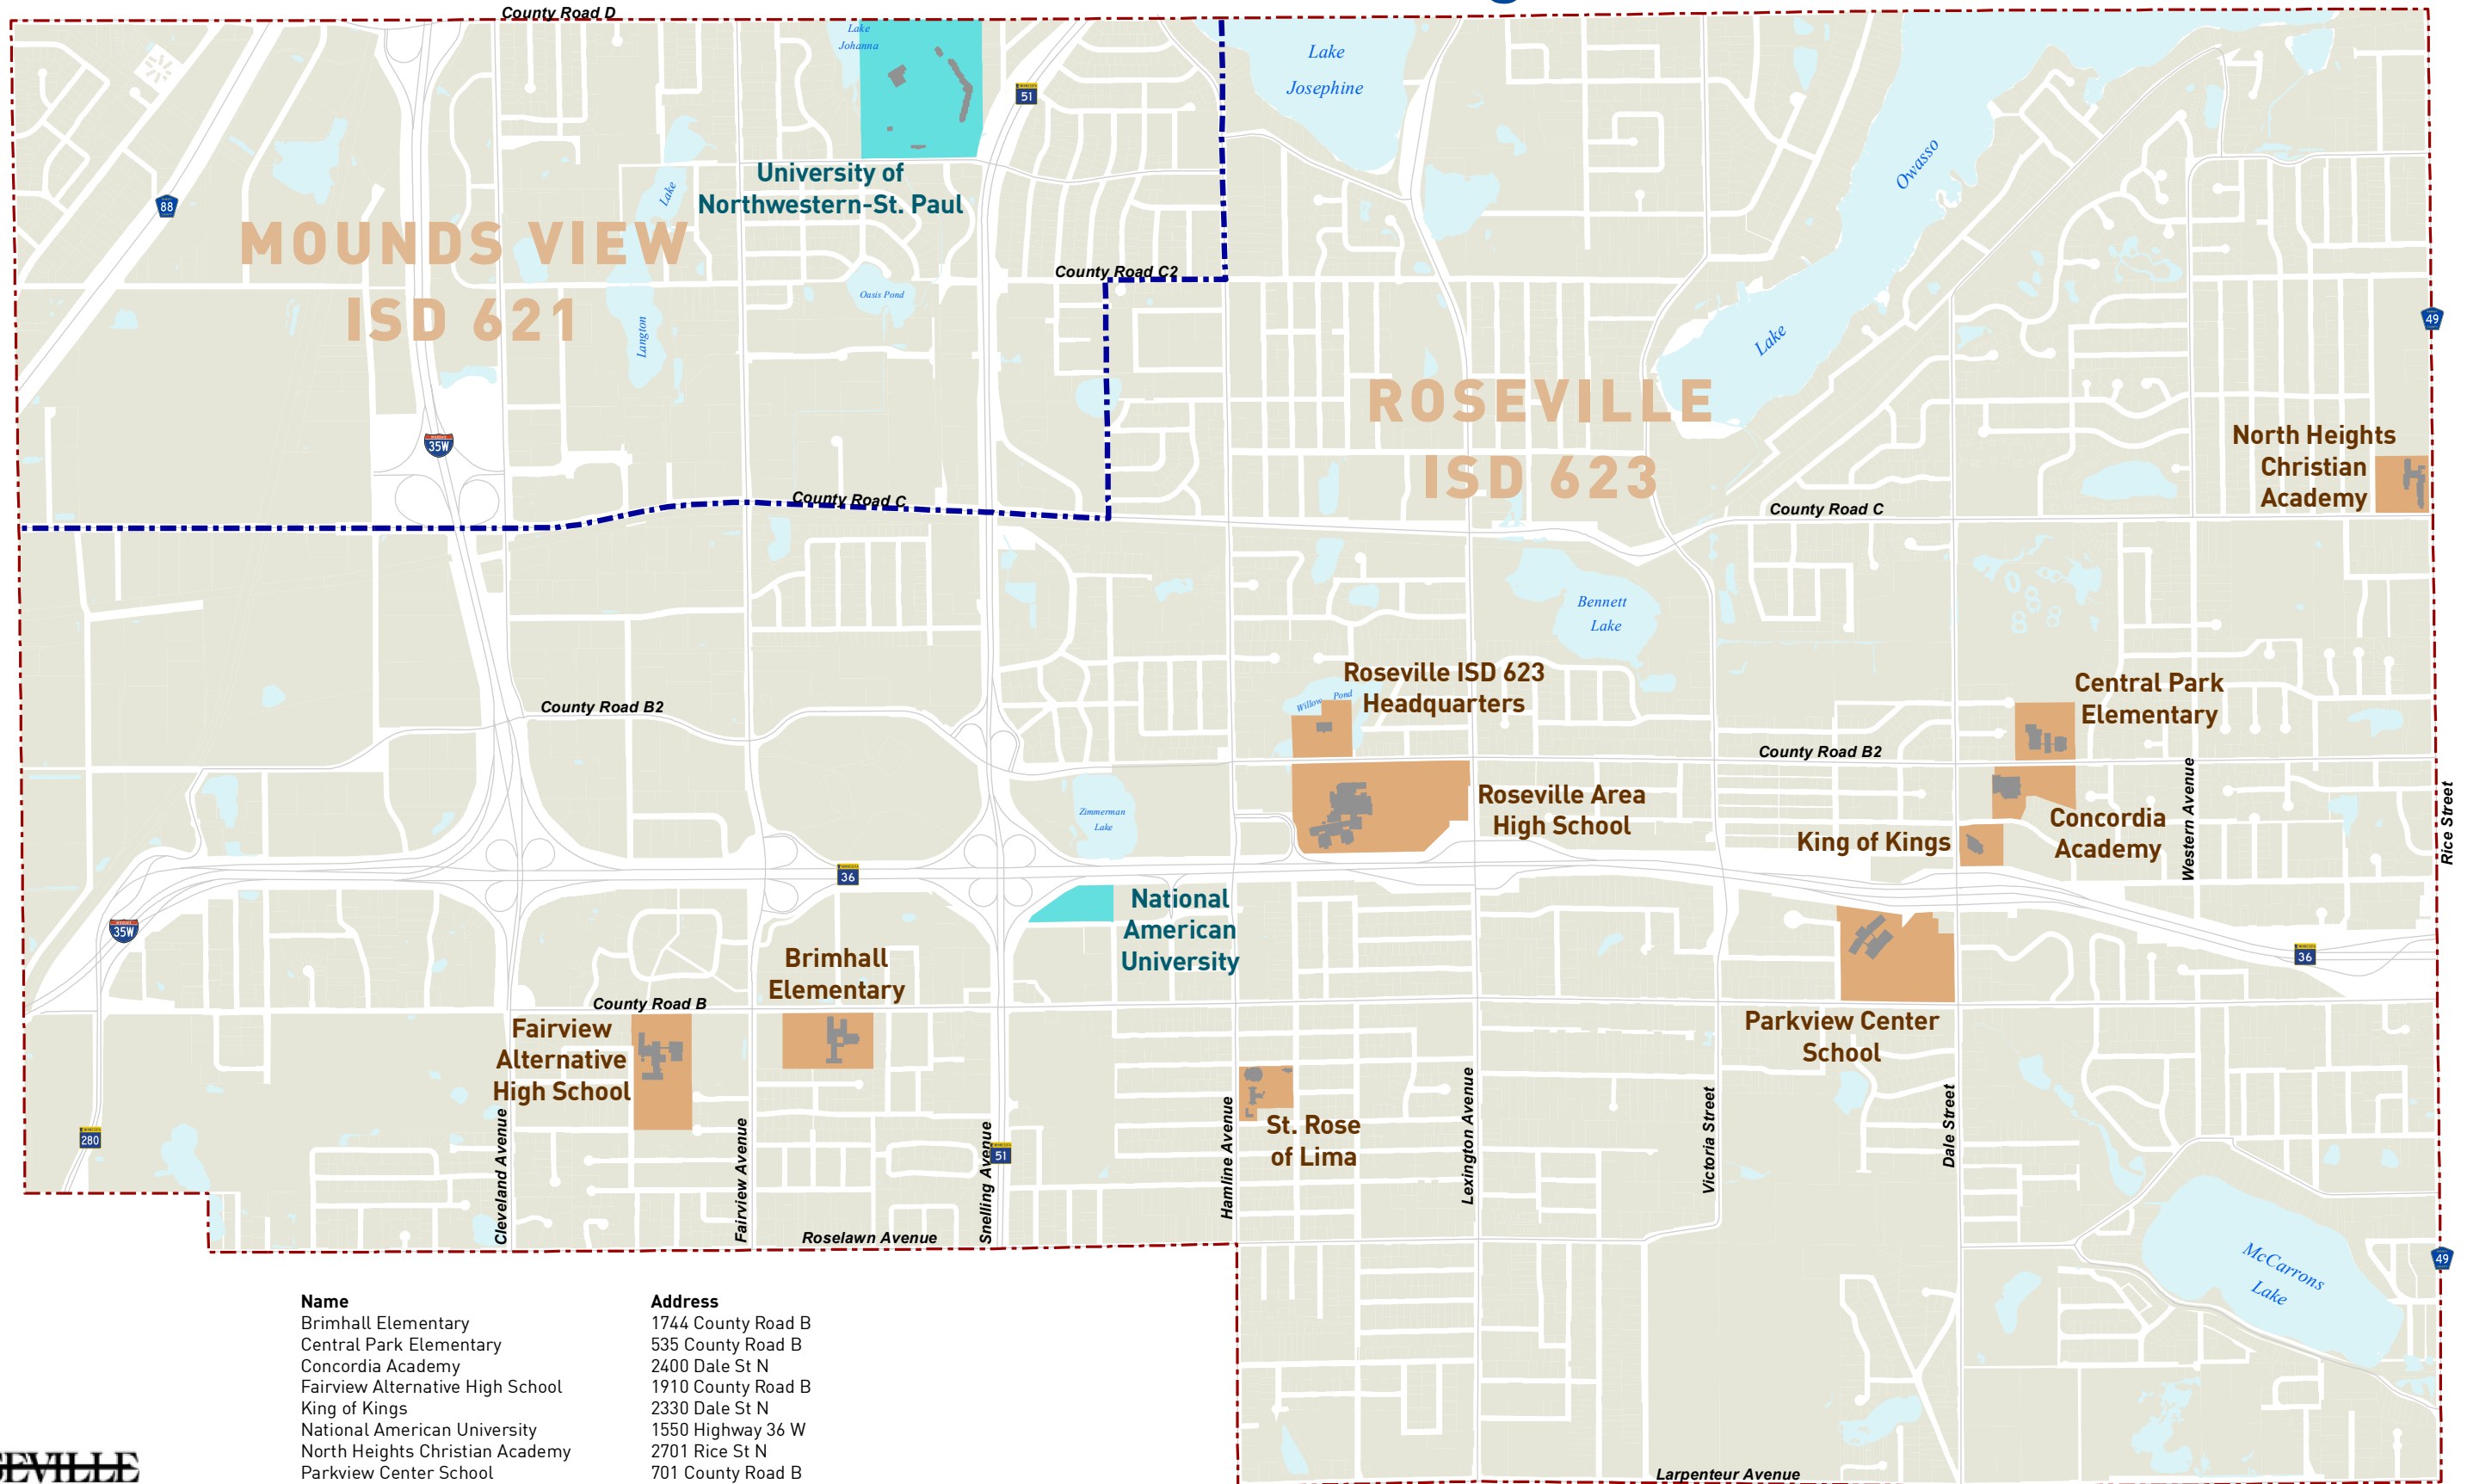 County Road D
Lake
Johanna
51
Lake
Josephine
Owasso
Lake
University of
Northwestern-St. Paul
88
Lake
Langton
MOUNDS VIEW
ISD 621
County Road C2
Oasis Pond
49
ROSEVILLE
ISD 623
North Heights
Christian
Academy
35W
County Road C
County Road C
Bennett
Lake
Roseville ISD 623
Headquarters
Willow Pond
Central Park
Elementary
County Road B2
County Road B2
Zimmerman
Lake
Roseville Area
High School
King of Kings
Concordia
Academy
Western Avenue
Rice Street
36
35W
National
American
University
36
Brimhall
Elementary
County Road B
Fairview
Alternative
High School
Parkview Center
School
St. Rose
of Lima
280
51
Cleveland Avenue
Fairview Avenue
Snelling Avenue
Hamline Avenue
Lexington Avenue
Victoria Street
Dale Street
Roselawn Avenue
McCarrons
Lake
49
Name Address
Brimhall Elementary 1744 County Road B
Central Park Elementary 535 County Road B
Concordia Academy 2400 Dale St N
Fairview Alternative High School 1910 County Road B
King of Kings 2330 Dale St N
National American University 1550 Highway 36 W
North Heights Christian Academy 2701 Rice St N
Parkview Center School 701 County Road B
Larpenteur Avenue
SEVILLE